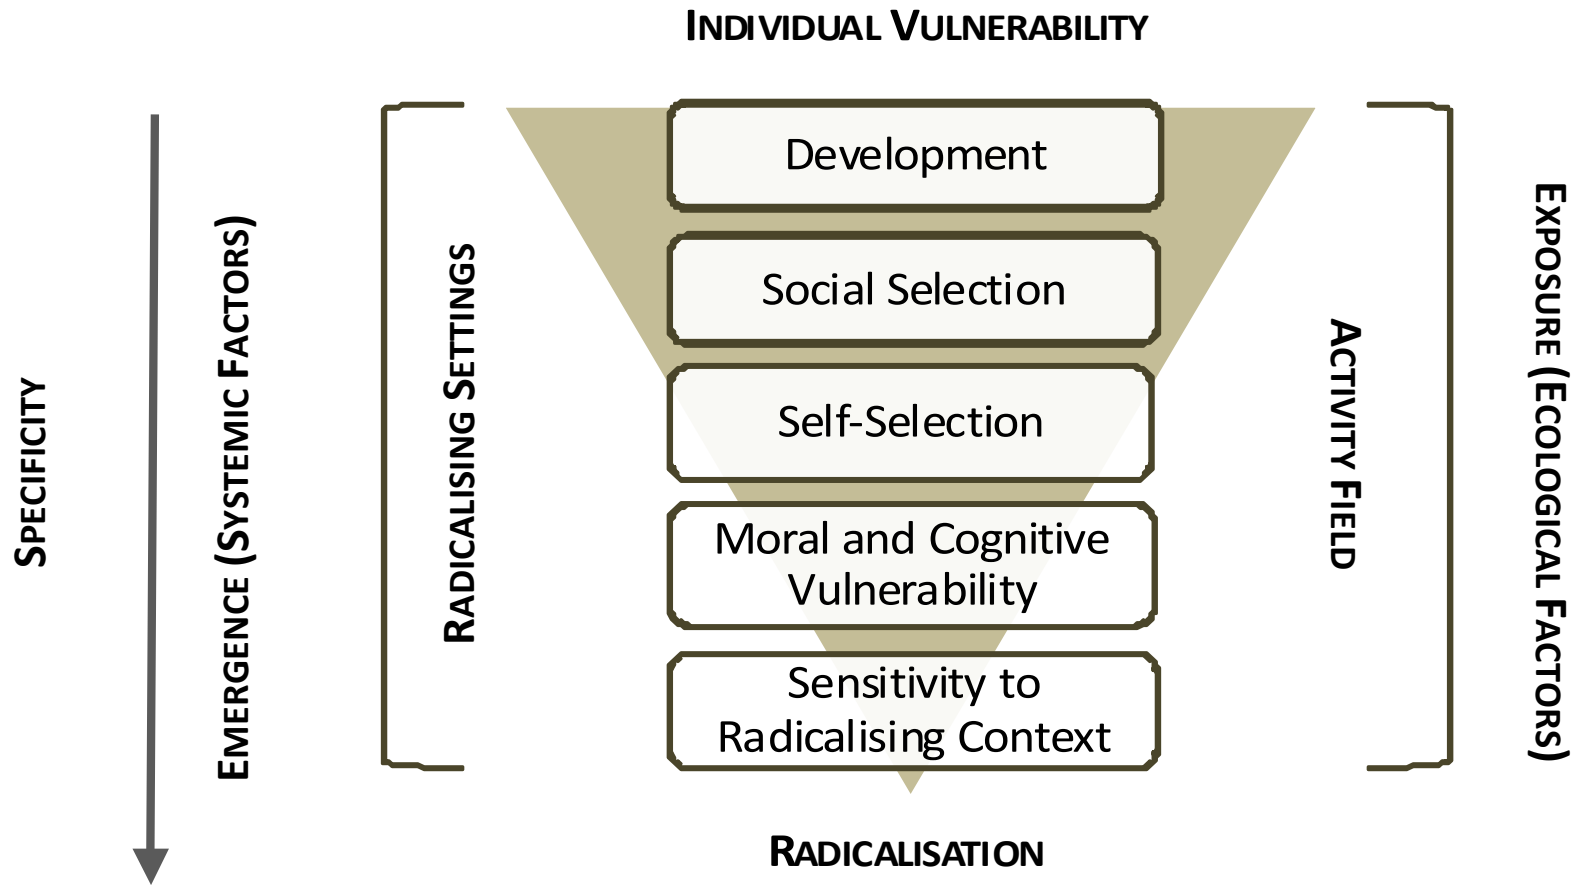 INDIVIDUAL VULNERABILITY
SPECIFICITY
EMERGENCE (SYSTEMIC FACTORS)
RADICALISING SETTINGS
Development
Social Selection
Self-Selection
Moral and Cognitive
Vulnerability
Sensitivity to
Radicalising Context
ACTIVITY FIELD
EXPOSURE (ECOLOGICAL FACTORS)
RADICALISATION